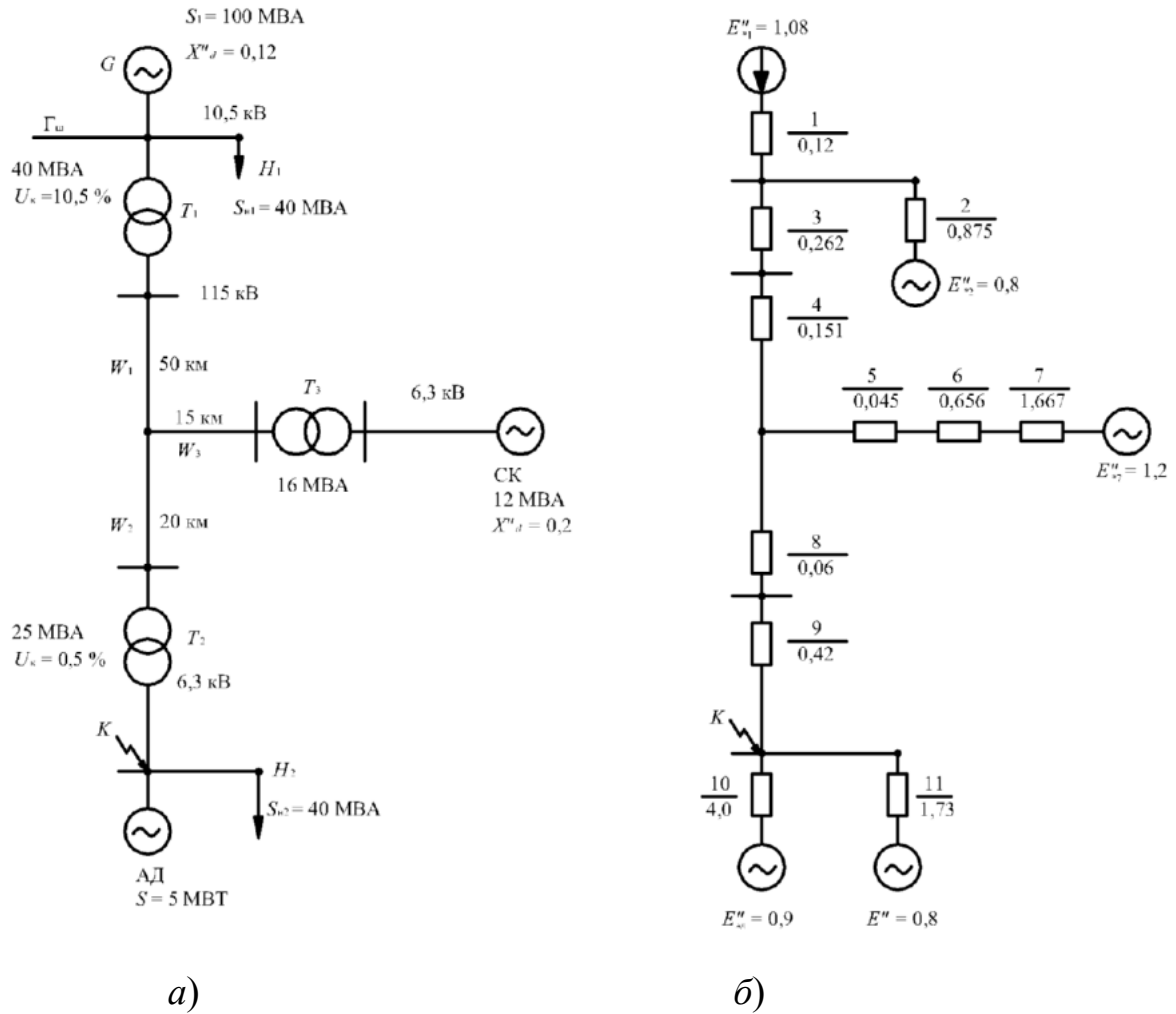 S₁ = 100 МВА
X″d = 0,12
G
10,5 кВ
Гш
40 МВА
Uк =10,5 %
T₁
H₁
Sн1 = 40 МВА
115 кВ
W₁
50 км
T₃
6,3 кВ
15 км
W₃
16 МВА
СК
12 МВА
X″d = 0,2
W₂
20 км
25 МВА
Uк = 0,5 %
T₂
6,3 кВ
K
H₂
Sн2 = 40 МВА
АД
S = 5 МВТ
а)
E″*1 = 1,08
1
0,12
2
0,875
3
0,262
E″*2 = 0,8
4
0,151
5
0,045
6
0,656
7
1,667
E″*7 = 1,2
8
0,06
9
0,42
K
10
4,0
11
1,73
E″ = 0,9
E″ = 0,8
б)